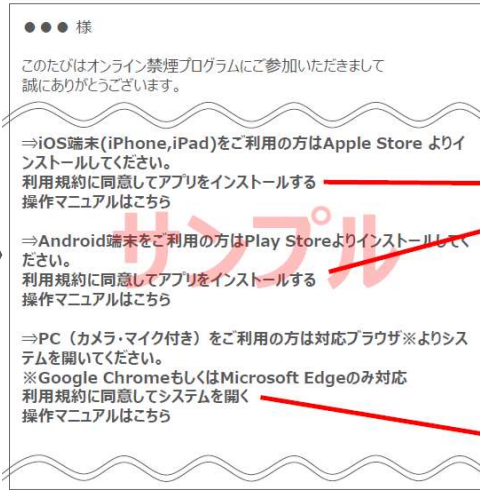 ●●● 様
このたびはオンライン禁煙プログラムにご参加いただきまして
誠にありがとうございます。
⇒iOS端末(iPhone,iPad)をご利用の方はApple Store よりイ
ンストールしてください。
利用規約に同意してアプリをインストールする
操作マニュアルはこちら
⇒Android端末をご利用の方はPlay Storeよりインストールしてく
ださい。
利用規約に同意してアプリをインストールする
操作マニュアルはこちら
サンプル
⇒PC（カメラ・マイク付き）をご利用の方は対応ブラウザ※よりシス
テムを開いてください。
※Google ChromeもしくはMicrosoft Edgeのみ対応
利用規約に同意してシステムを開く
操作マニュアルはこちら